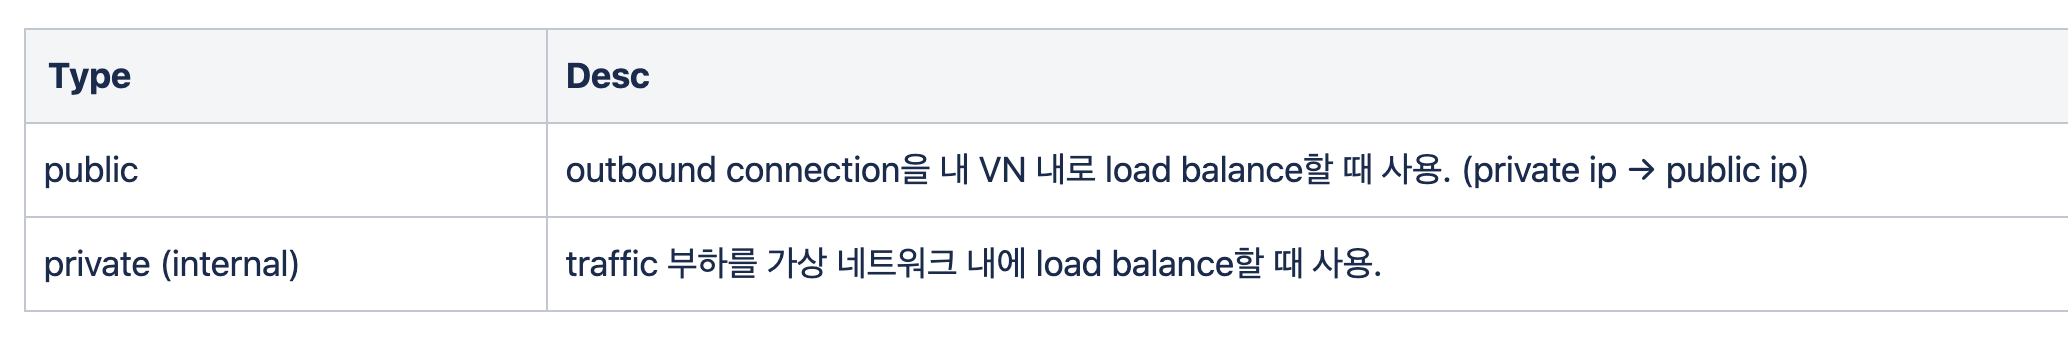 Type Desc
public outbound connection을 내 VN 내로 load balance할 때 사용. (private ip → public ip)
private (internal) traffic 부하를 가상 네트워크 내에 load balance할 때 사용.